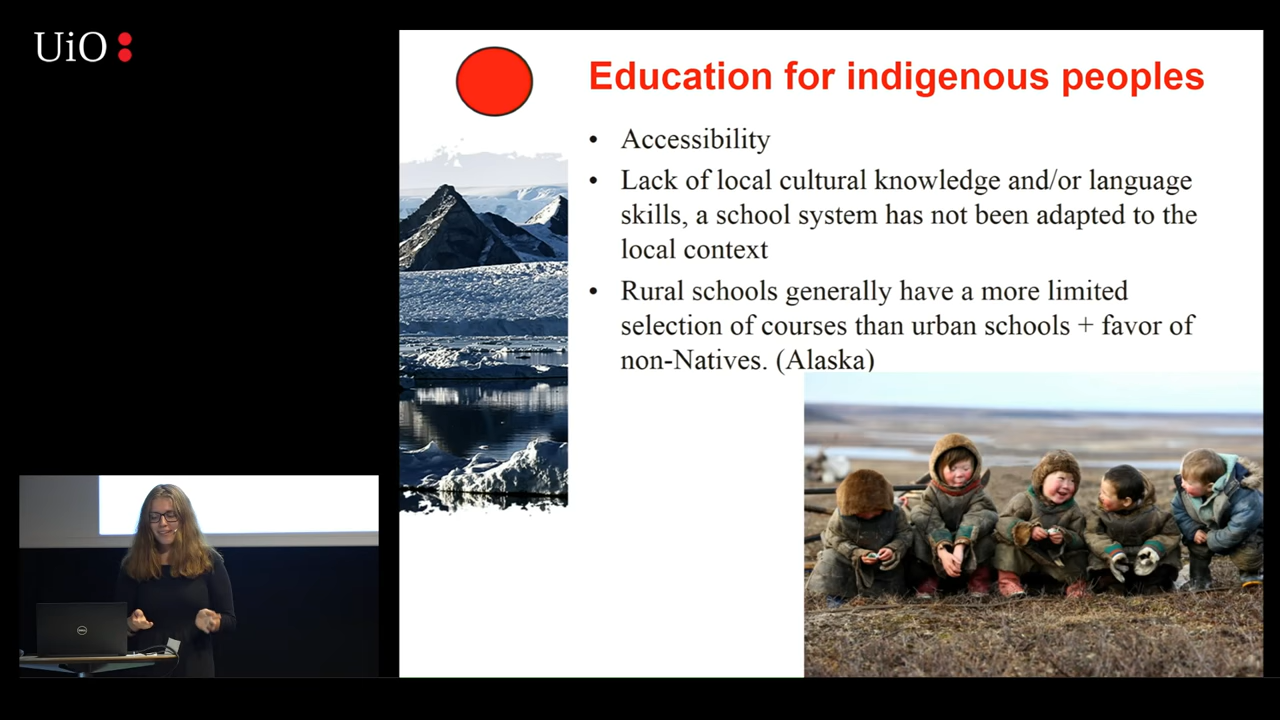 UiO
Education for indigenous peoples
• Accessibility
• Lack of local cultural knowledge and/or language
skills, a school system has not been adapted to the
local context
• Rural schools generally have a more limited
selection of courses than urban schools + favor of
non-Natives. (Alaska)
DELL